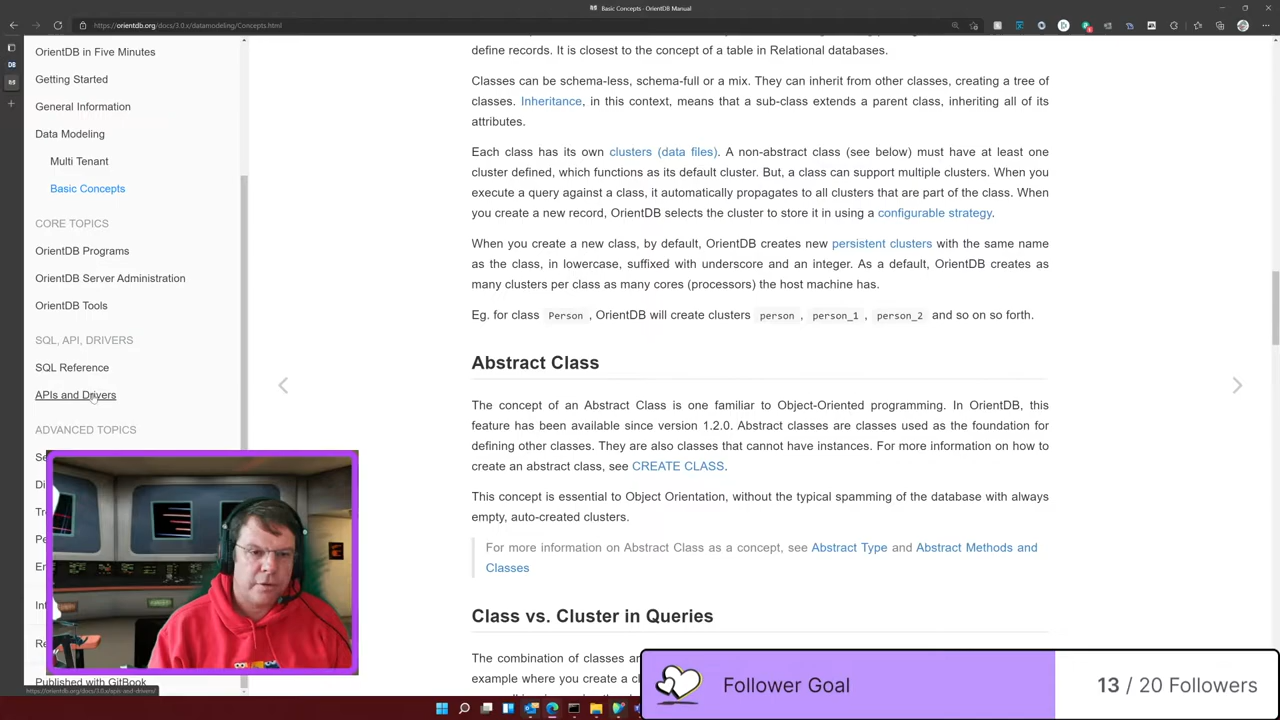 Basic Concepts · OrientDB Manual
https://orientdb.org/docs/3.0.x/datamodeling/Concepts.html
OrientDB in Five Minutes
Getting Started
General Information
Data Modeling
Multi Tenant
Basic Concepts
CORE TOPICS
OrientDB Programs
OrientDB Server Administration
OrientDB Tools
SQL, API, DRIVERS
SQL Reference
APIs and Drivers
ADVANCED TOPICS
Published with GitBook
https://orientdb.org/docs/3.0.x/apis-and-drivers/
define records. It is closest to the concept of a table in Relational databases.
Classes can be schema-less, schema-full or a mix. They can inherit from other classes, creating a tree of
classes. Inheritance, in this context, means that a sub-class extends a parent class, inheriting all of its
attributes.
Each class has its own clusters (data files). A non-abstract class (see below) must have at least one
cluster defined, which functions as its default cluster. But, a class can support multiple clusters. When you
execute a query against a class, it automatically propagates to all clusters that are part of the class. When
you create a new record, OrientDB selects the cluster to store it in using a configurable strategy.
When you create a new class, by default, OrientDB creates new persistent clusters with the same name
as the class, in lowercase, suffixed with underscore and an integer. As a default, OrientDB creates as
many clusters per class as many cores (processors) the host machine has.
Eg. for class Person , OrientDB will create clusters person , person_1 , person_2 and so on so forth.
Abstract Class
The concept of an Abstract Class is one familiar to Object-Oriented programming. In OrientDB, this
feature has been available since version 1.2.0. Abstract classes are classes used as the foundation for
defining other classes. They are also classes that cannot have instances. For more information on how to
create an abstract class, see CREATE CLASS.
This concept is essential to Object Orientation, without the typical spamming of the database with always
empty, auto-created clusters.
For more information on Abstract Class as a concept, see Abstract Type and Abstract Methods and
Classes
Class vs. Cluster in Queries
The combination of classes
example where you create a
Follower Goal
13 / 20 Followers